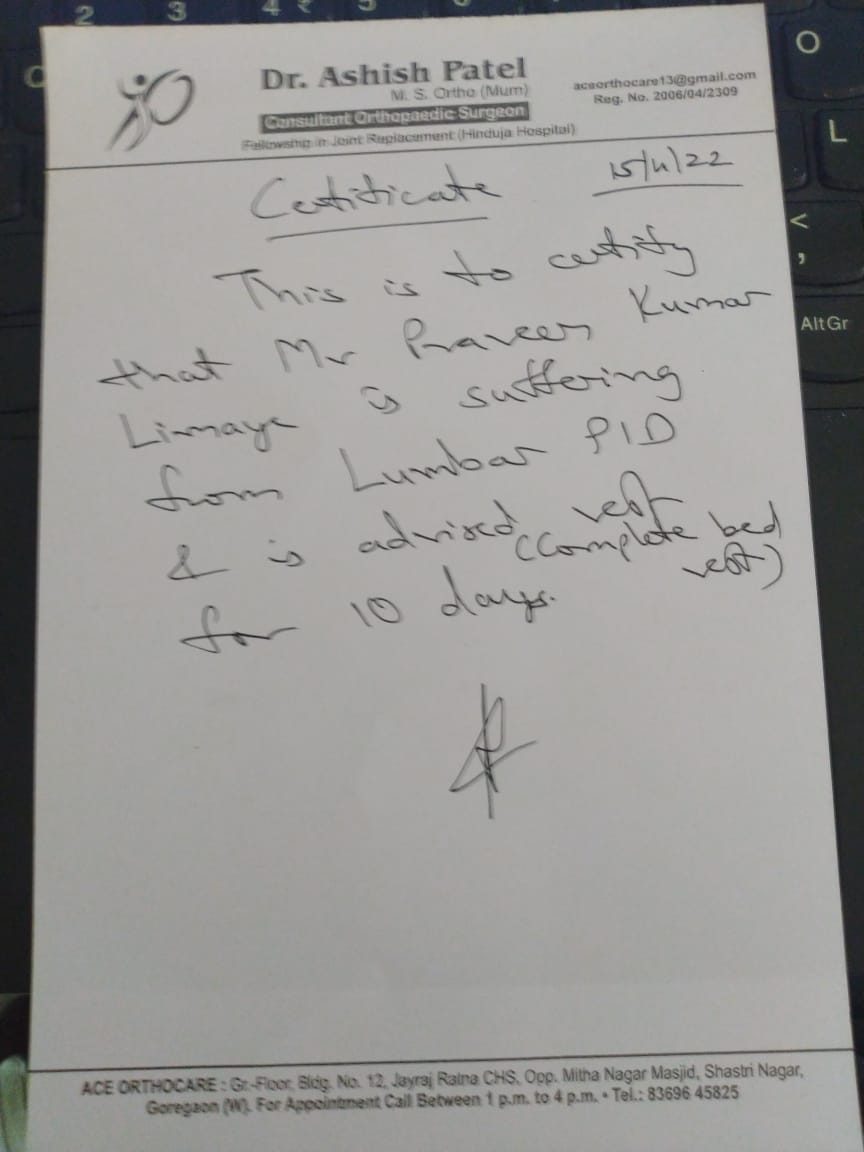 Dr. Ashish Patel
M. S. Ortho (Mum)
Consultant Orthopaedic Surgeon
Fellowship in Joint Replacement (Hinduja Hospital)
aceorthocare13@gmail.com
Reg. No. 2006/04/2309
Certificate 15/11/22
This is to certify
that Mr Praveen Kumar
Limaye is suffering
from Lumbar PID
& is advised rest
(Complete bed
rest)
for 10 days.
ACE ORTHOCARE : Gr.-Floor, Bldg. No. 12, Jayraj Ratna CHS, Opp. Mitha Nagar Masjid, Shastri Nagar,
Goregaon (W). For Appointment Call Between 1 p.m. to 4 p.m. • Tel.: 83696 45825
2 3 4 ₹ 5
O
L
<
,
Alt Gr